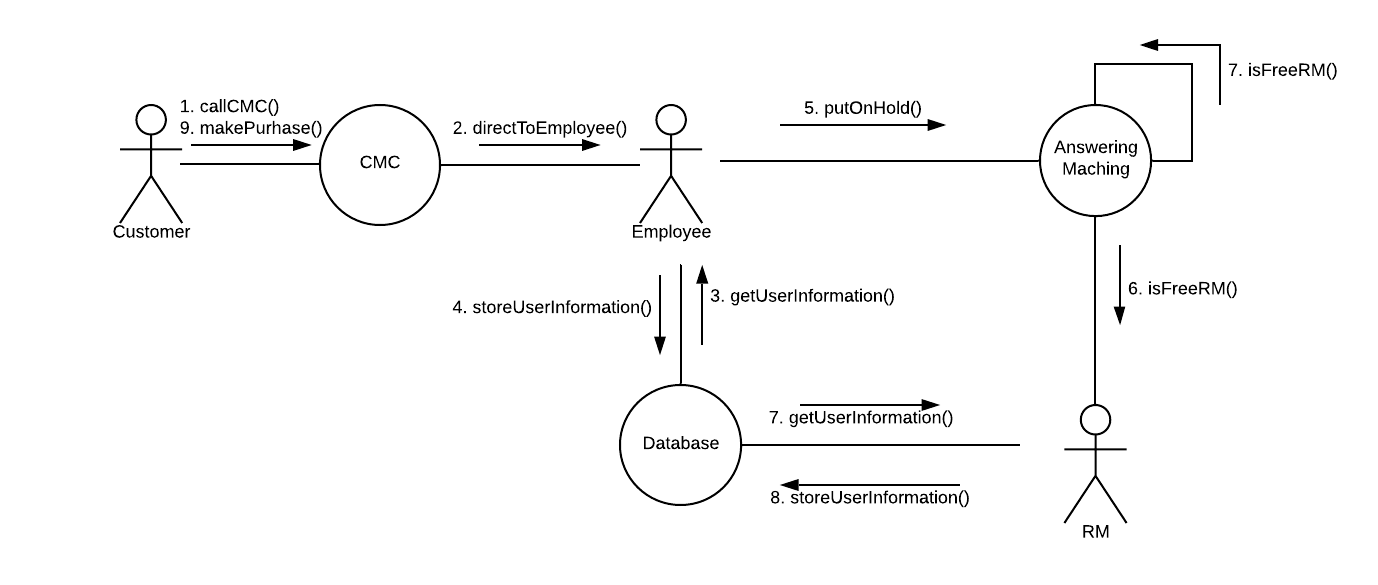 7. isFreeRM()
1. callCMC()
9. makePurhase()
2. directToEmployee()
5. putOnHold()
CMC
Answering
Maching
Customer
Employee
4. storeUserInformation()
3. getUserInformation()
6. isFreeRM()
7. getUserInformation()
Database
8. storeUserInformation()
RM